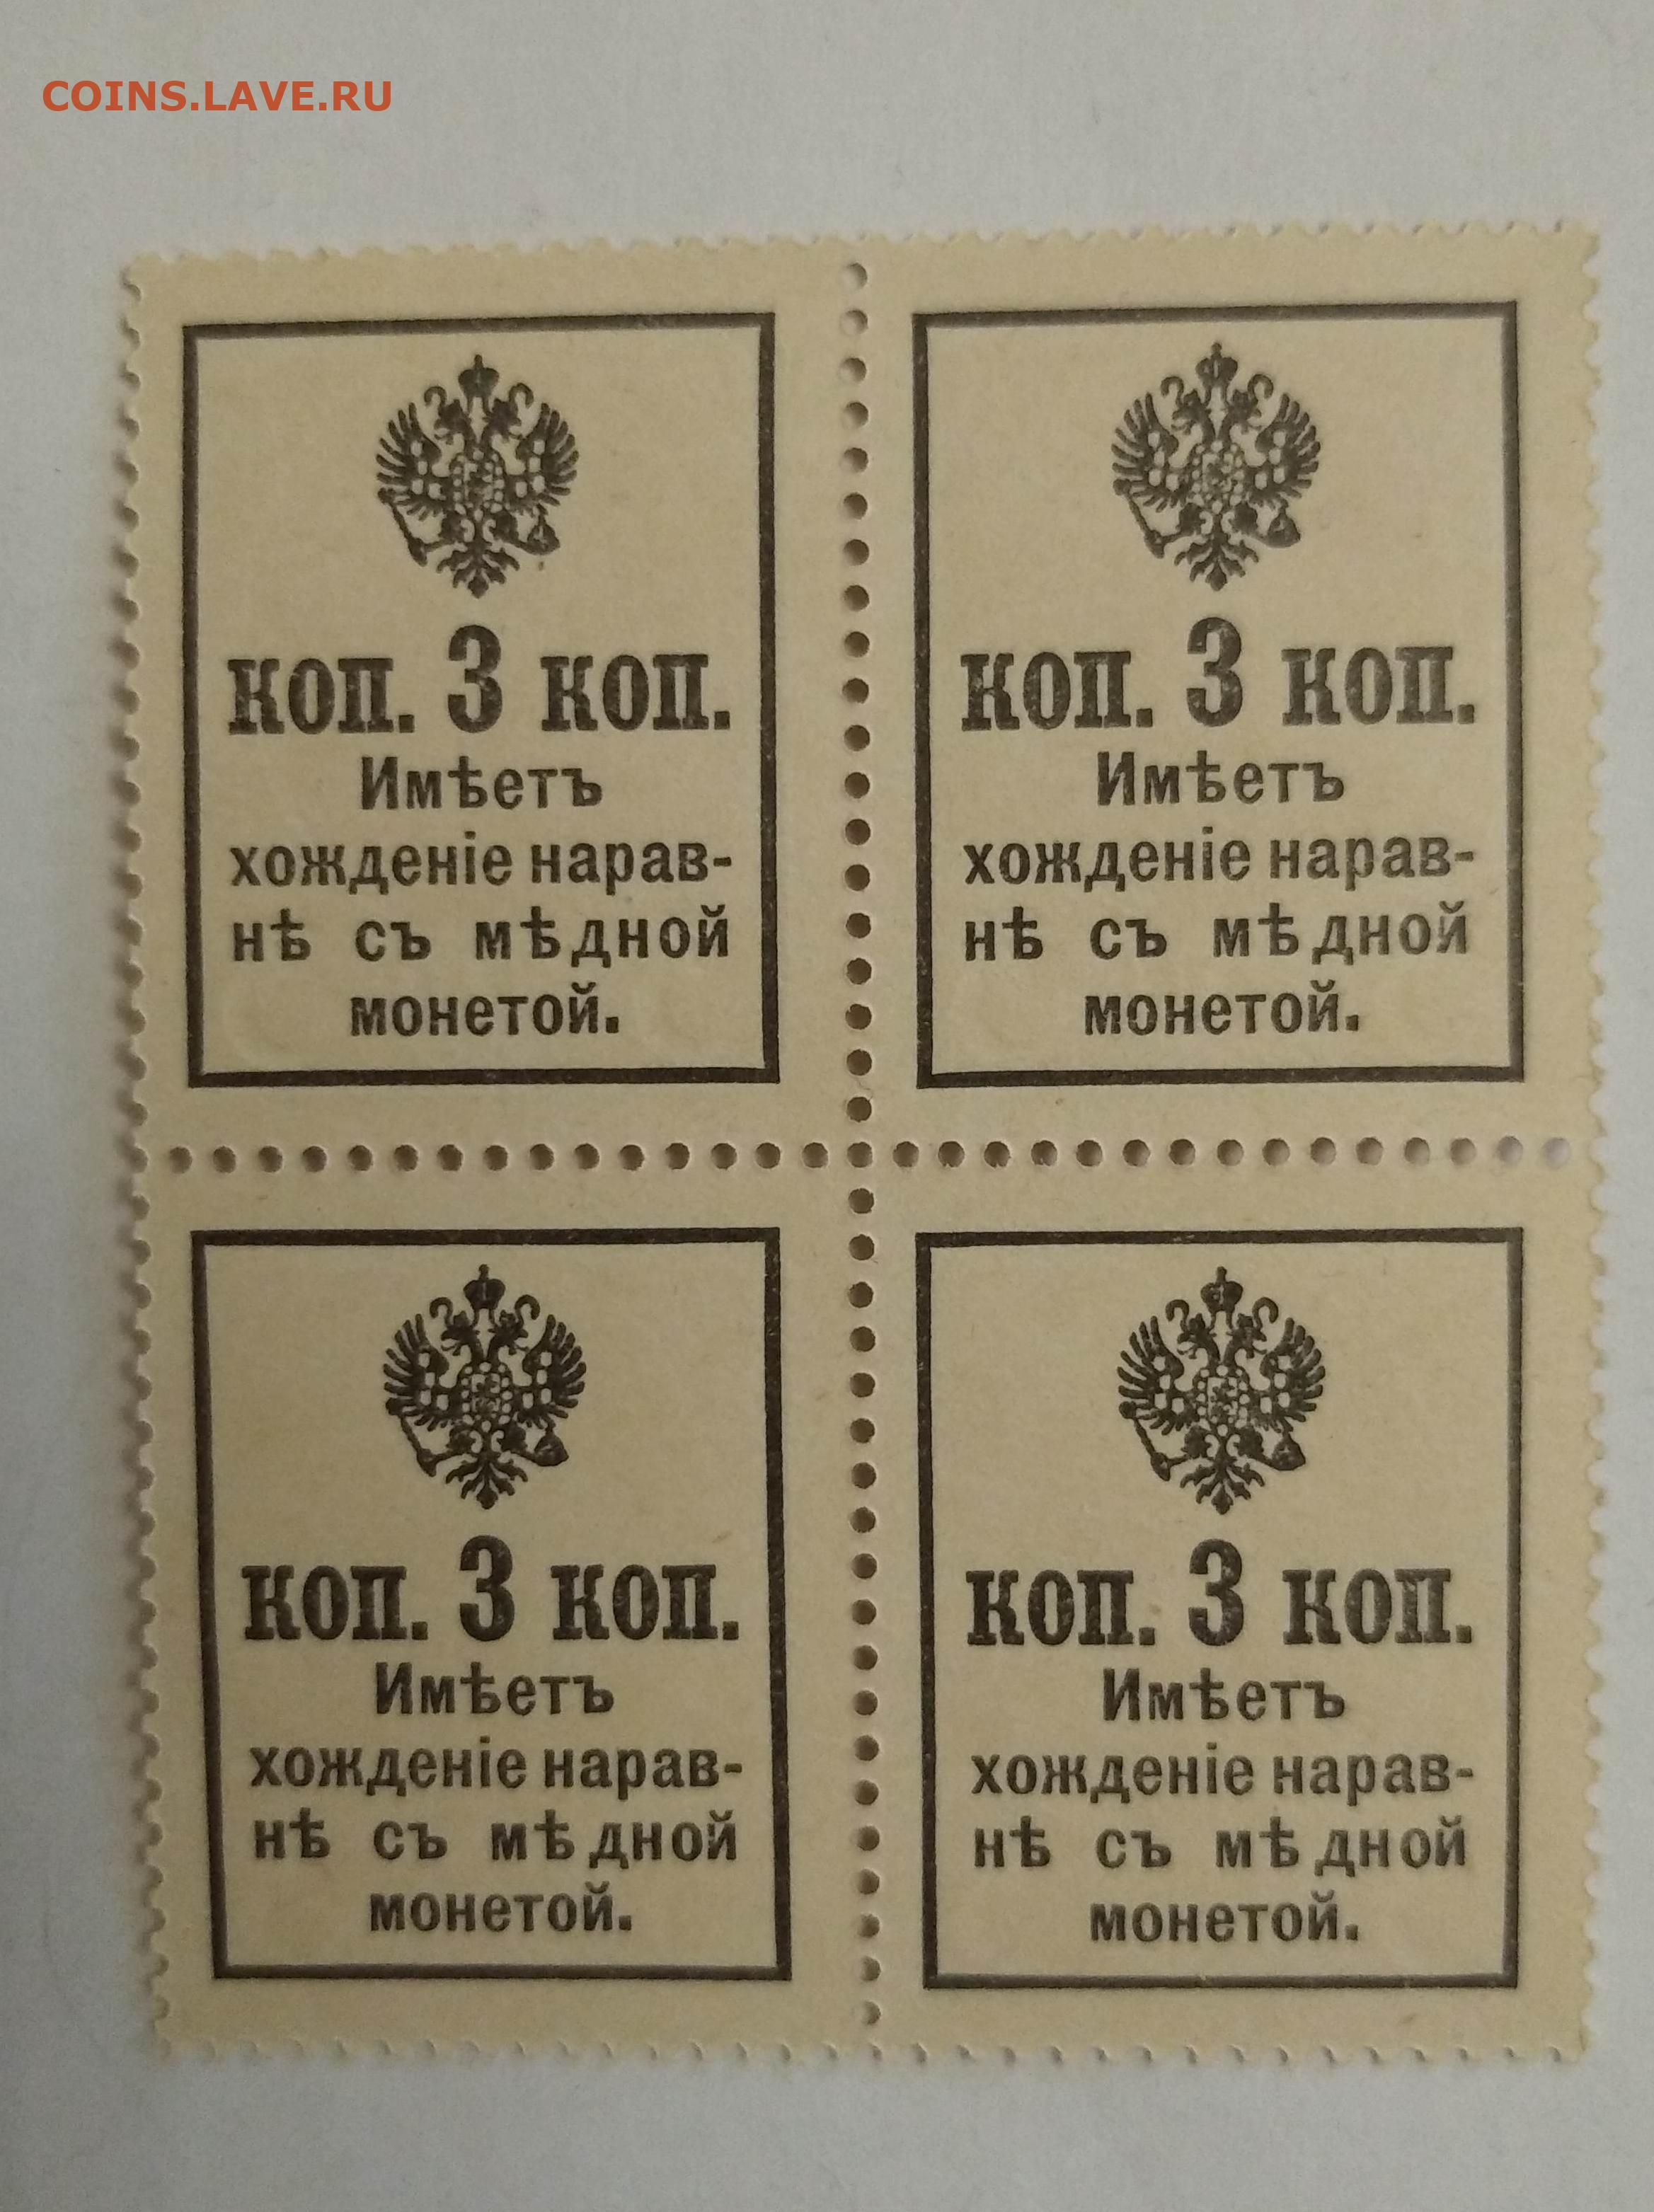 COINS.LAVE.RU
коп. 3 коп.
Имѣетъ
хожденіе нарав-
нѣ съ мѣдной
монетой.
коп. 3 коп.
Имѣетъ
хожденіе нарав-
нѣ съ мѣдной
монетой.
коп. 3 коп.
Имѣетъ
хожденіе нарав-
нѣ съ мѣдной
монетой.
коп. 3 коп.
Имѣетъ
хожденіе нарав-
нѣ съ мѣдной
монетой.